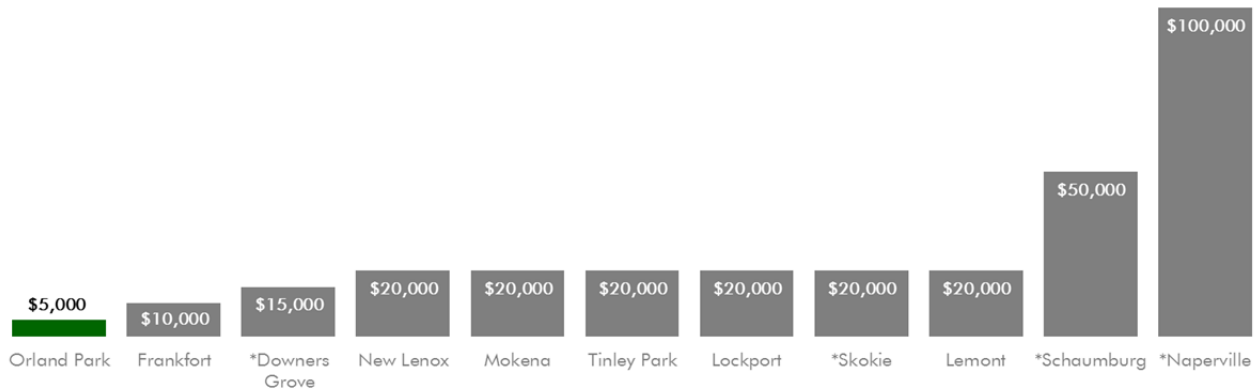 $100,000
$50,000
$20,000 $20,000 $20,000 $20,000 $20,000 $20,000
$5,000 $15,000
$10,000
Orland Park Frankfort *Downers New Lenox Mokena Tinley Park Lockport *Skokie Lemont *Schaumburg *Naperville
Grove